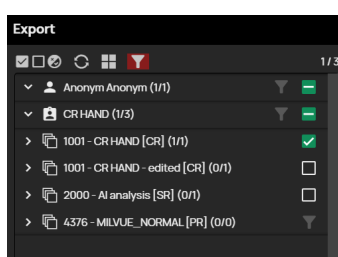 Export
1/3
Anonym Anonym (1/1)
CR HAND (1/3)
1001 - CR HAND [CR] (1/1)
1001 - CR HAND - edited [CR] (0/1)
2000 - AI analysis [SR] (0/1)
4376 - MILVUE_NORMAL [PR] (0/0)